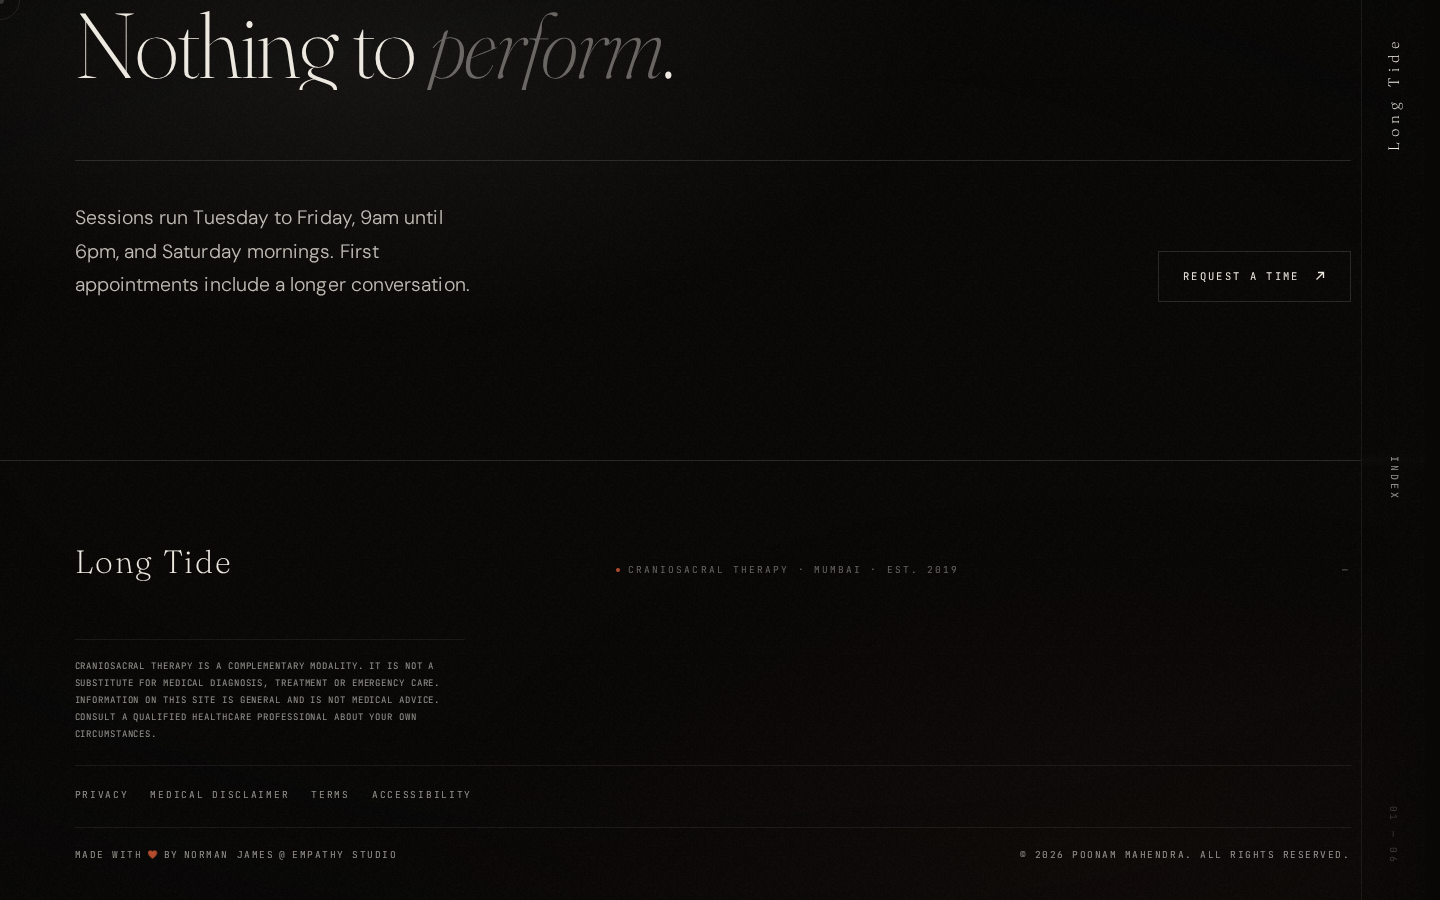 Nothing to perform.
Long Tide
Sessions run Tuesday to Friday, 9am until
6pm, and Saturday mornings. First
appointments include a longer conversation.
REQUEST A TIME ↗
INDEX
Long Tide
• CRANIOSACRAL THERAPY · MUMBAI · EST. 2019
—
CRANIOSACRAL THERAPY IS A COMPLEMENTARY MODALITY. IT IS NOT A
SUBSTITUTE FOR MEDICAL DIAGNOSIS, TREATMENT OR EMERGENCY CARE.
INFORMATION ON THIS SITE IS GENERAL AND IS NOT MEDICAL ADVICE.
CONSULT A QUALIFIED HEALTHCARE PROFESSIONAL ABOUT YOUR OWN
CIRCUMSTANCES.
PRIVACY MEDICAL DISCLAIMER TERMS ACCESSIBILITY
01 — 06
MADE WITH ♥ BY NORMAN JAMES @ EMPATHY STUDIO
© 2026 POONAM MAHENDRA. ALL RIGHTS RESERVED.